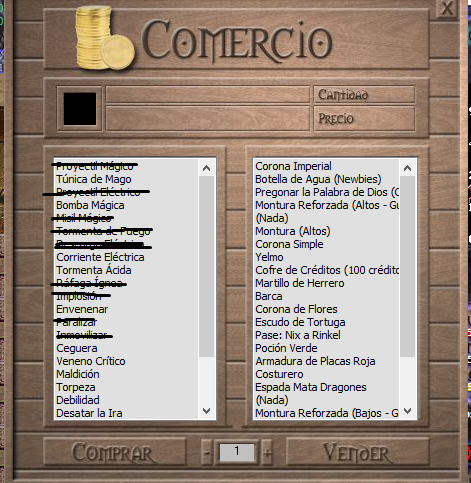 X
Comercio
Cantidad
Precio
Proyectil Mágico
Túnica de Mago
Proyectil Eléctrico
Bomba Mágica
Misil Mágico
Tormenta de Fuego
Descarga Eléctrica
Corriente Eléctrica
Tormenta Ácida
Ráfaga Ígnea
Implosión
Envenenar
Paralizar
Inmovilizar
Ceguera
Veneno Crítico
Maldición
Torpeza
Debilidad
Desatar la Ira
Corona Imperial
Botella de Agua (Newbies)
Pregonar la Palabra de Dios (C
Montura Reforzada (Altos - Gu
(Nada)
Montura (Altos)
Corona Simple
Yelmo
Cofre de Créditos (100 crédito
Martillo de Herrero
Barca
Corona de Flores
Escudo de Tortuga
Pase: Nix a Rinkel
Poción Verde
Armadura de Placas Roja
Costurero
Espada Mata Dragones
(Nada)
Montura Reforzada (Bajos - Gu
Comprar
- 1 +
Vender